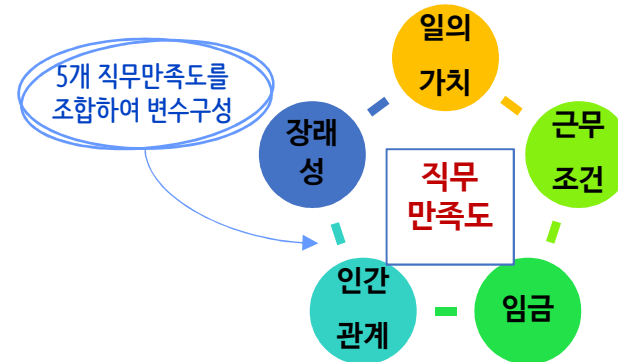 5개 직무만족도를
조합하여 변수구성
일의
가치
근무
조건
임금
인간
관계
장래
성
직무
만족도